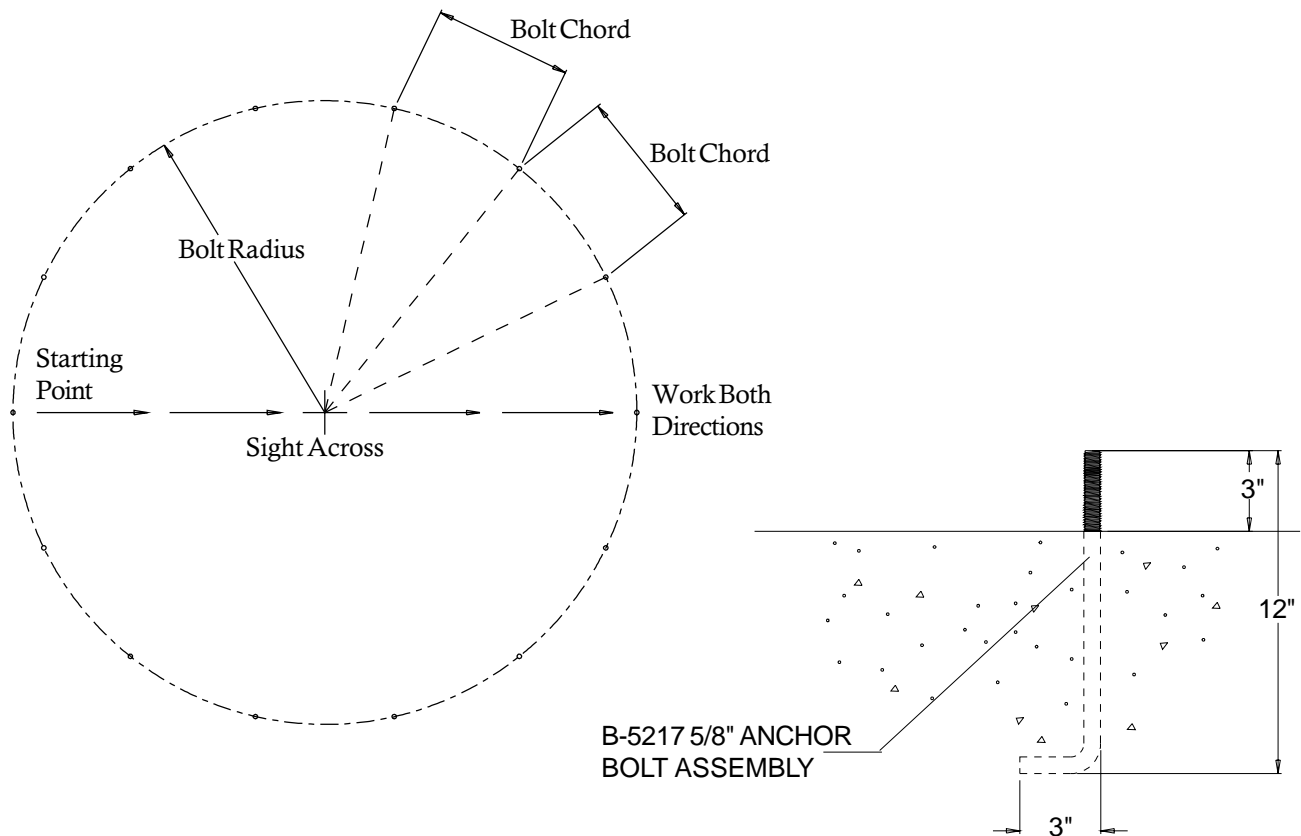 Bolt Chord
Bolt Chord
Bolt Radius
Starting
Point
Work Both
Directions
Sight Across
3"
12"
B-5217 5/8" ANCHOR
BOLT ASSEMBLY
3"